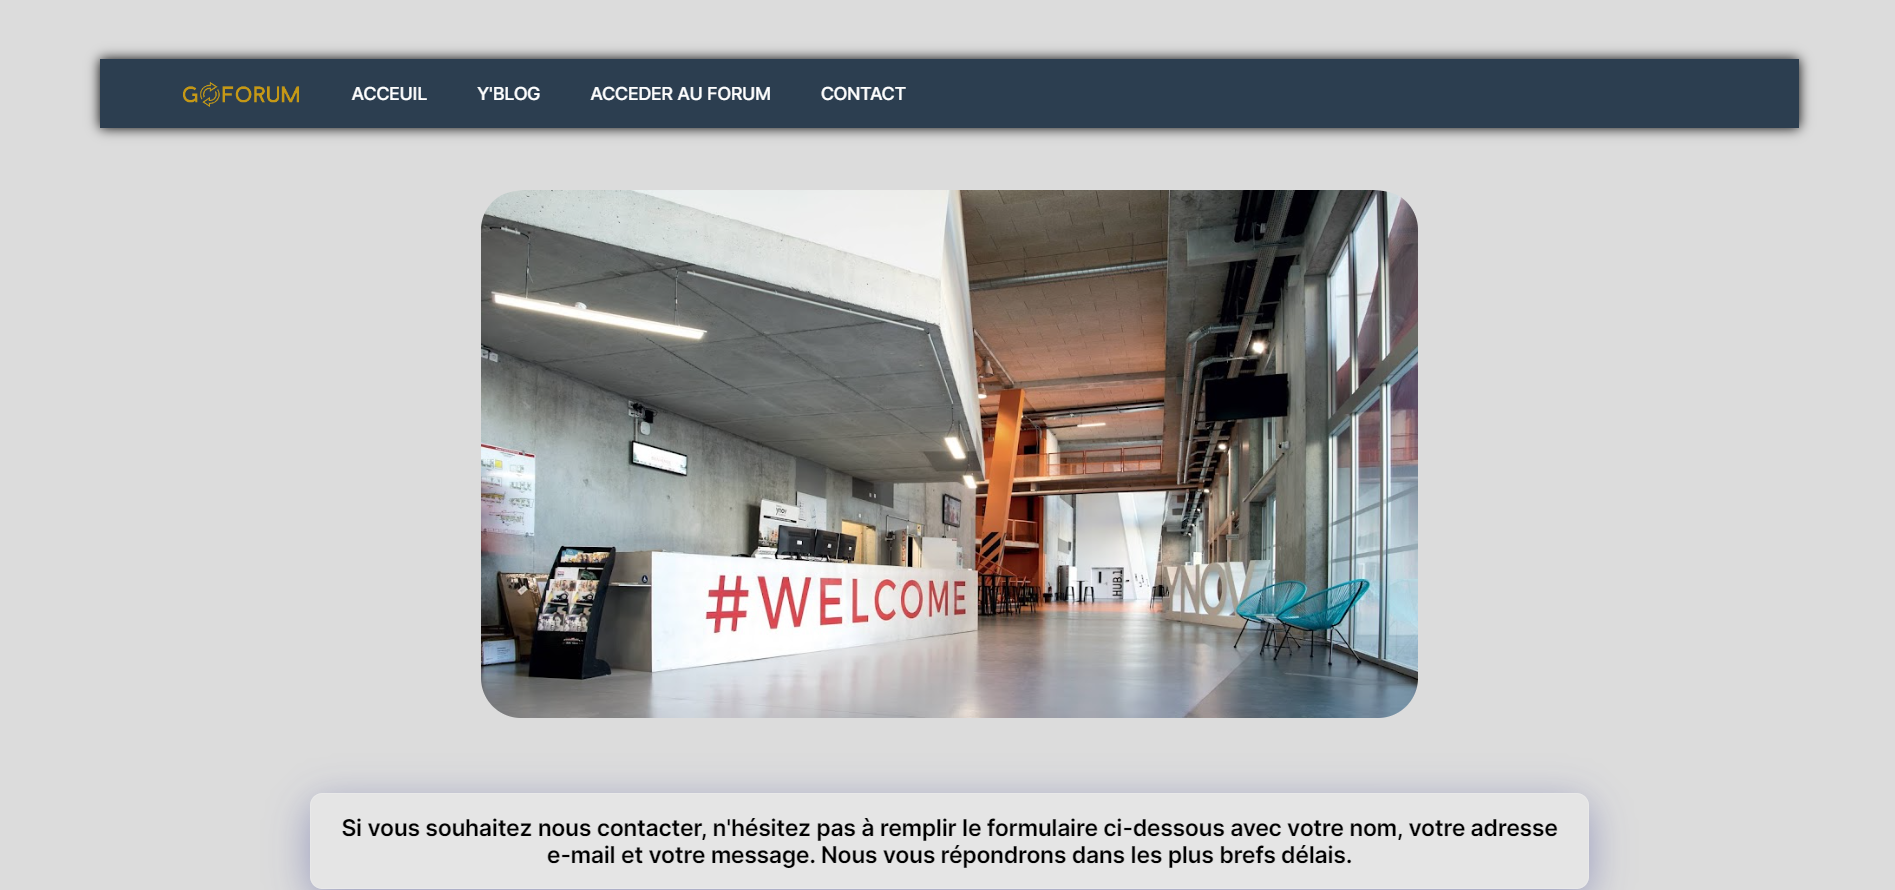 GOFORUM ACCEUIL Y'BLOG ACCEDER AU FORUM CONTACT
#WELCOME
YNOV
HUB.1
Si vous souhaitez nous contacter, n'hésitez pas à remplir le formulaire ci-dessous avec votre nom, votre adresse
e-mail et votre message. Nous vous répondrons dans les plus brefs délais.